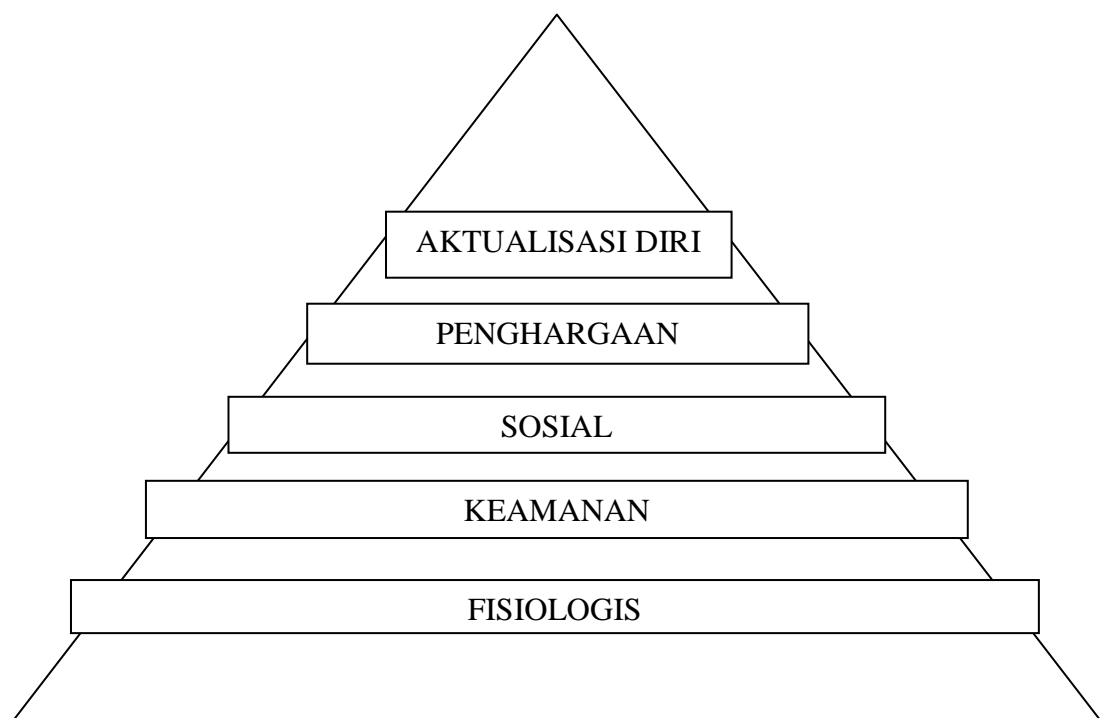 AKTUALISASI DIRI
PENGHARGAAN
SOSIAL
KEAMANAN
FISIOLOGIS